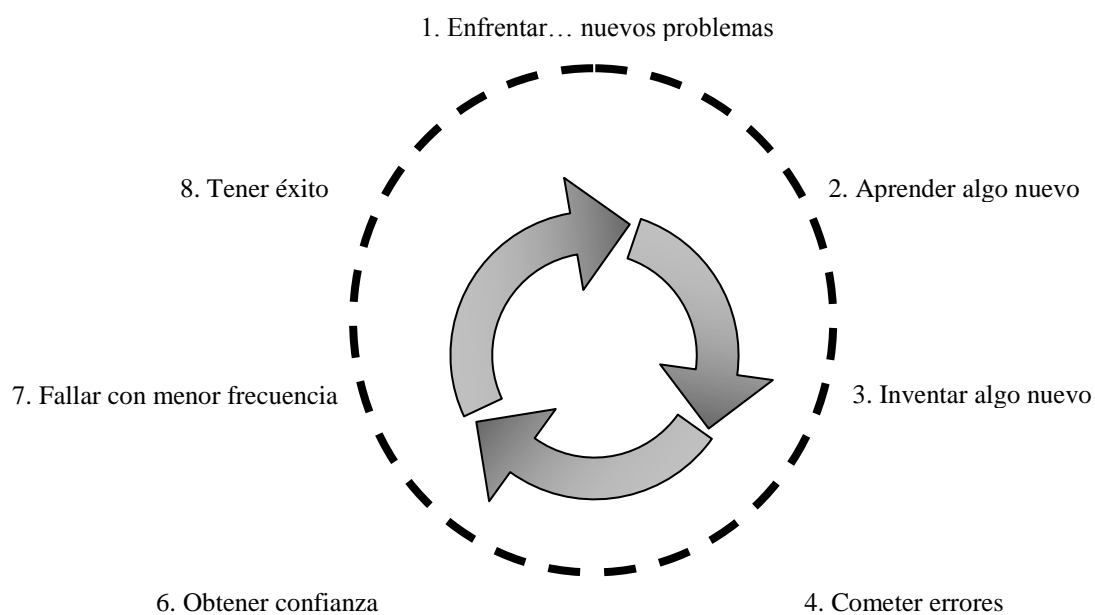 1. Enfrentar… nuevos problemas
8. Tener éxito
2. Aprender algo nuevo
7. Fallar con menor frecuencia
3. Inventar algo nuevo
6. Obtener confianza
4. Cometer errores